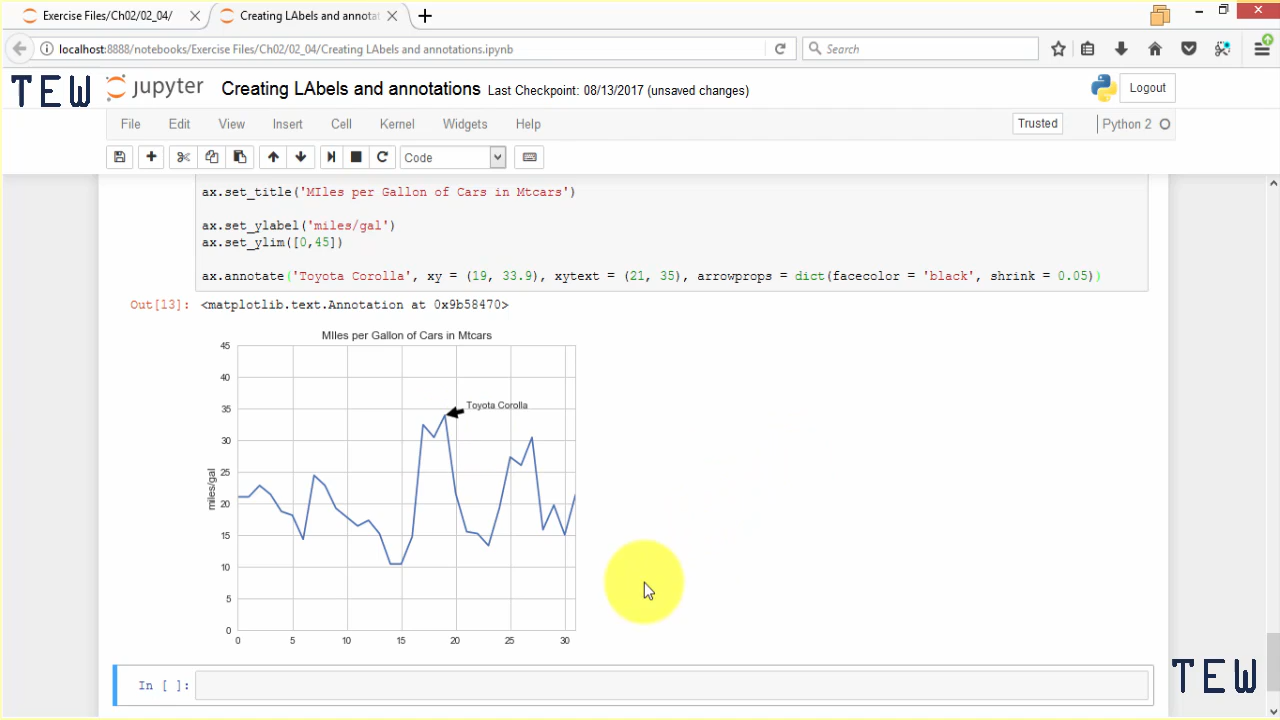 Exercise Files/Ch02/02_04/
Creating LAbels and annotat
localhost:8888/notebooks/Exercise Files/Ch02/02_04/Creating LAbels and annotations.ipynb
Search
TEW
jupyter
Creating LAbels and annotations
Last Checkpoint: 08/13/2017 (unsaved changes)
Logout
File Edit View Insert Cell Kernel Widgets Help
Trusted
Python 2
Code
ax.set_title('MIles per Gallon of Cars in Mtcars')
ax.set_ylabel('miles/gal')
ax.set_ylim([0,45])
ax.annotate('Toyota Corolla', xy = (19, 33.9), xytext = (21, 35), arrowprops = dict(facecolor = 'black', shrink = 0.05))
Out[13]: <matplotlib.text.Annotation at 0x9b58470>
MIles per Gallon of Cars in Mtcars
45
40
35
30
25
20
15
10
5
0
miles/gal
Toyota Corolla
0 5 10 15 20 25 30
In [ ]:
TEW